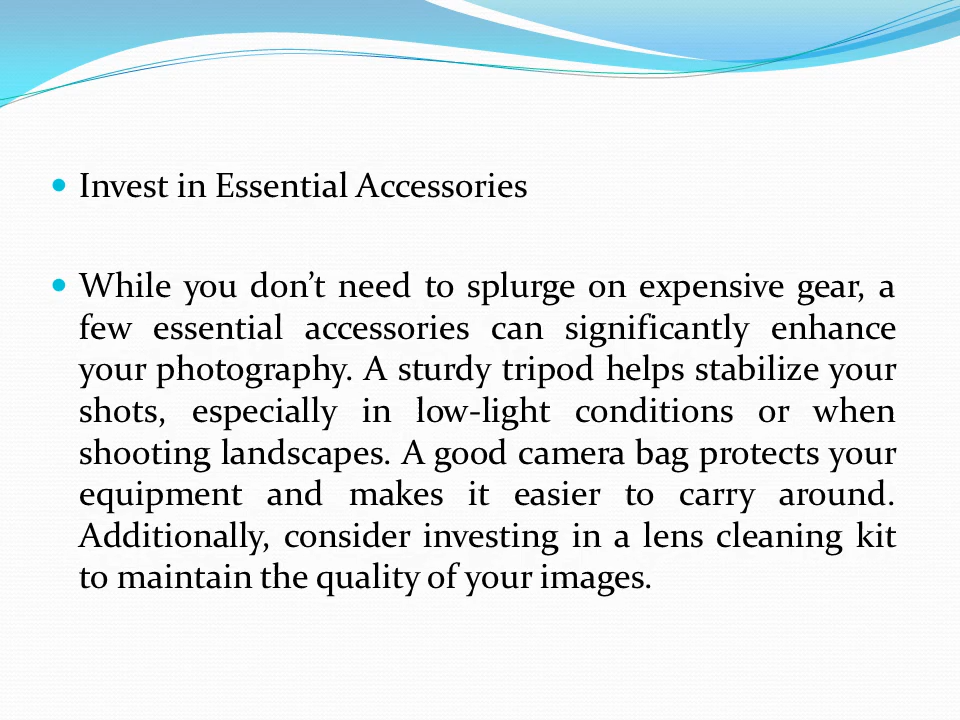 • Invest in Essential Accessories
• While you don’t need to splurge on expensive gear, a
few essential accessories can significantly enhance
your photography. A sturdy tripod helps stabilize your
shots, especially in low-light conditions or when
shooting landscapes. A good camera bag protects your
equipment and makes it easier to carry around.
Additionally, consider investing in a lens cleaning kit
to maintain the quality of your images.